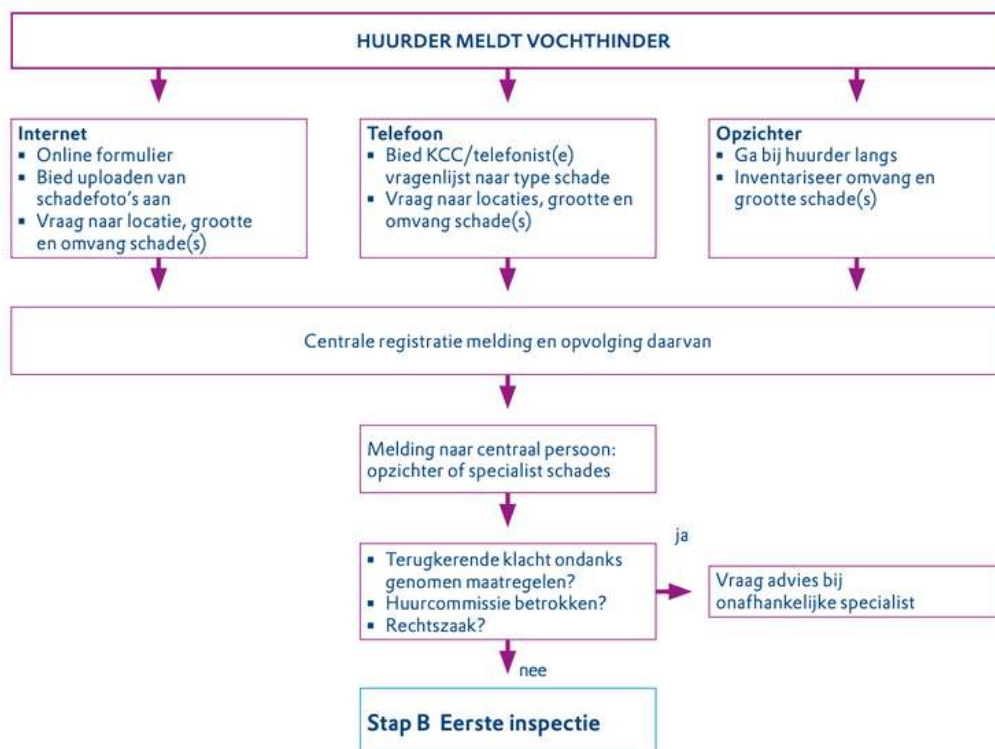 HUURDER MELDT VOCHTHINDER
Internet
▪ Online formulier
▪ Bied uploaden van
schadefoto’s aan
▪ Vraag naar locatie, grootte
en omvang schade(s)
Telefoon
▪ Bied KCC/telefonist(e)
vragenlijst naar type schade
▪ Vraag naar locaties, grootte en
omvang schade(s)
Opzichter
▪ Ga bij huurder langs
▪ Inventariseer omvang en
grootte schade(s)
Centrale registratie melding en opvolging daarvan
Melding naar centraal persoon:
opzichter of specialist schades
▪ Terugkerende klacht ondanks
genomen maatregelen?
▪ Huurcommissie betrokken?
▪ Rechtszaak?
ja
Vraag advies bij
onafhankelijke specialist
nee
Stap B Eerste inspectie